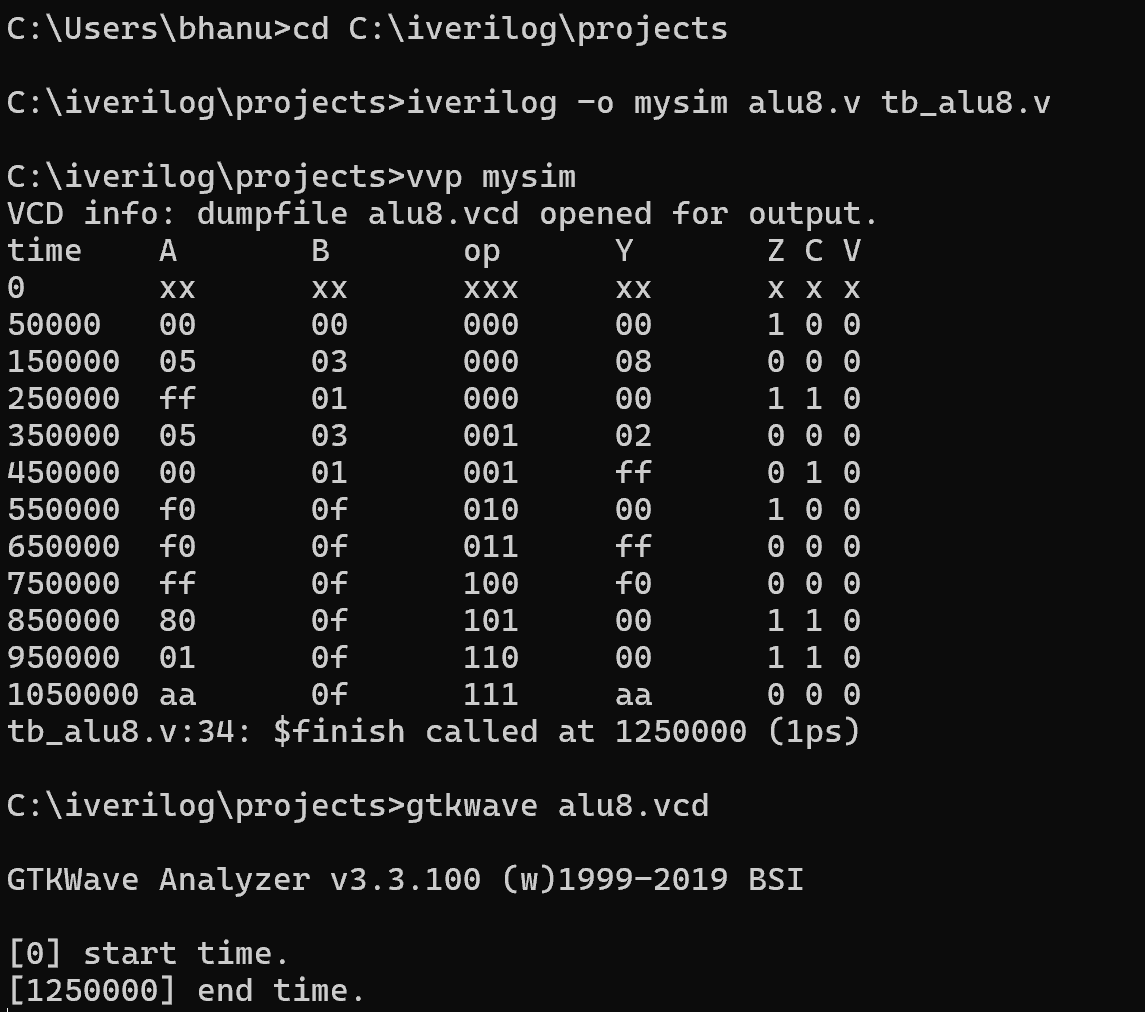 C:\Users\bhanu>cd C:\iverilog\projects
C:\iverilog\projects>iverilog -o mysim alu8.v tb_alu8.v
C:\iverilog\projects>vvp mysim
VCD info: dumpfile alu8.vcd opened for output.
time    A       B       op      Y       Z C V
0       xx      xx      xxx     xx      x x x
50000   00      00      000     00      1 0 0
150000  05      03      000     08      0 0 0
250000  ff      01      000     00      1 1 0
350000  05      03      001     02      0 0 0
450000  00      01      001     ff      0 1 0
550000  f0      0f      010     00      1 0 0
650000  f0      0f      011     ff      0 0 0
750000  ff      0f      100     f0      0 0 0
850000  80      0f      101     00      1 1 0
950000  01      0f      110     00      1 1 0
1050000 aa      0f      111     aa      0 0 0
tb_alu8.v:34: $finish called at 1250000 (1ps)
C:\iverilog\projects>gtkwave alu8.vcd
GTKWave Analyzer v3.3.100 (w)1999-2019 BSI
[0] start time.
[1250000] end time.